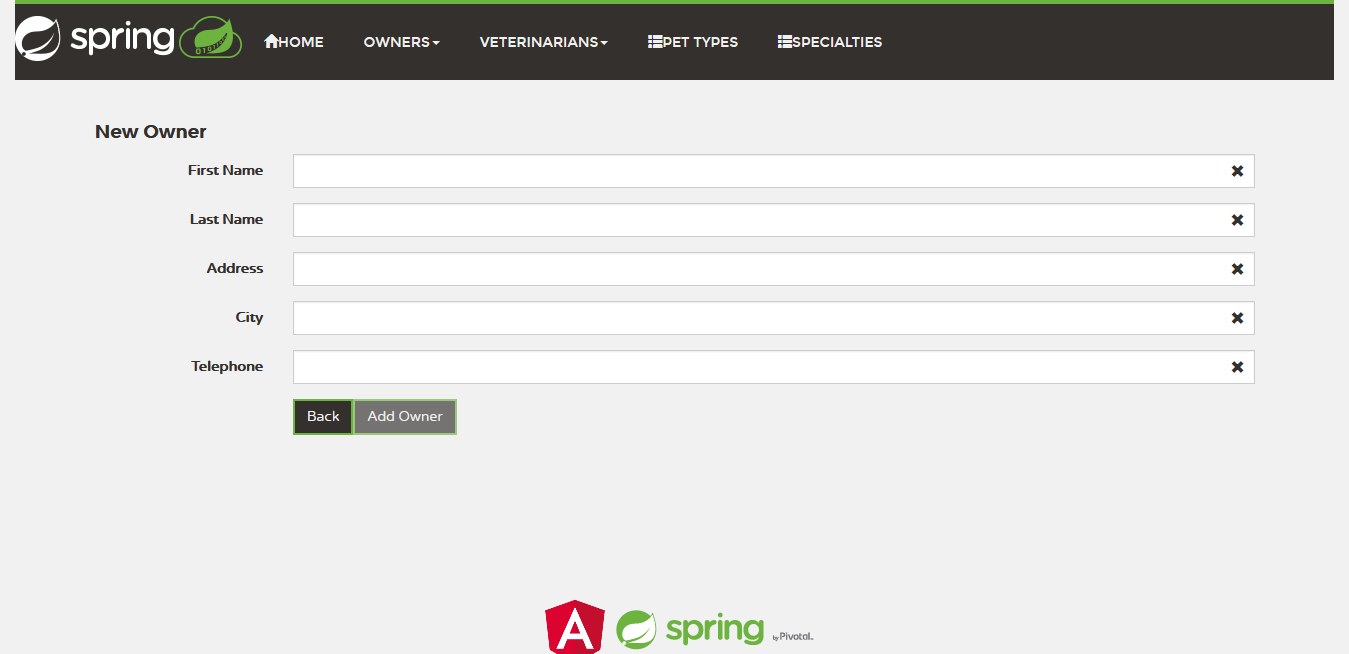 spring HOME OWNERS VETERINARIANS PET TYPES SPECIALTIES
New Owner
First Name
Last Name
Address
City
Telephone
Back Add Owner
A spring by Pivotal.